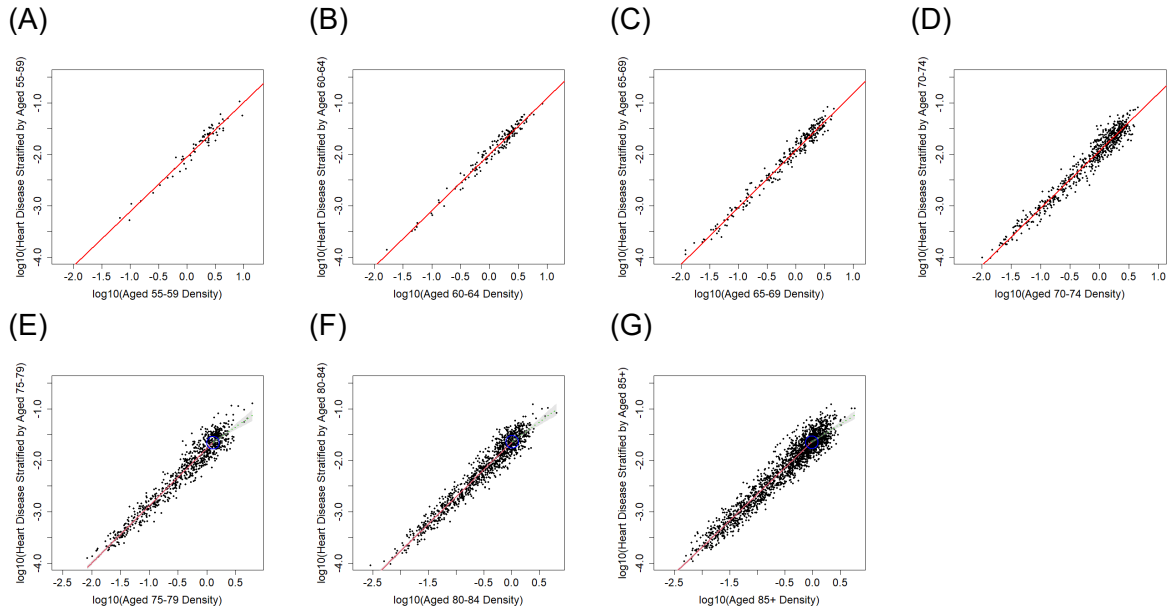 (A)
(B)
(C)
(D)
log10(Heart Disease Stratified by Aged 55-59)
-1.0
2.0
-3.0
-4.0
-2.0 -1.5 -1.0 -0.5 0.0 0.5 1.0
log10(Aged 55-59 Density)
log10(Heart Disease Stratified by Aged 60-64)
-1.0
2.0
-3.0
-4.0
-2.0 -1.5 -1.0 -0.5 0.0 0.5 1.0
log10(Aged 60-64 Density)
log10(Heart Disease Stratified by Aged 65-69)
-1.0
2.0
-3.0
-4.0
-2.0 -1.5 -1.0 -0.5 0.0 0.5 1.0
log10(Aged 65-69 Density)
log10(Heart Disease Stratified by Aged 70-74)
-1.0
2.0
-3.0
-4.0
-2.0 -1.5 -1.0 -0.5 0.0 0.5 1.0
log10(Aged 70-74 Density)
(E)
(F)
(G)
log10(Heart Disease Stratified by Aged 75-79)
-1.0
2.0
-3.0
-4.0
-2.5 -2.0 -1.5 -1.0 -0.5 0.0 0.5
log10(Aged 75-79 Density)
log10(Heart Disease Stratified by Aged 80-84)
-1.0
2.0
-3.0
-4.0
-2.5 -2.0 -1.5 -1.0 -0.5 0.0 0.5
log10(Aged 80-84 Density)
log10(Heart Disease Stratified by Aged 85+)
-1.0
2.0
-3.0
-4.0
-2.5 -1.5 -0.5 0.0 0.5
log10(Aged 85+ Density)